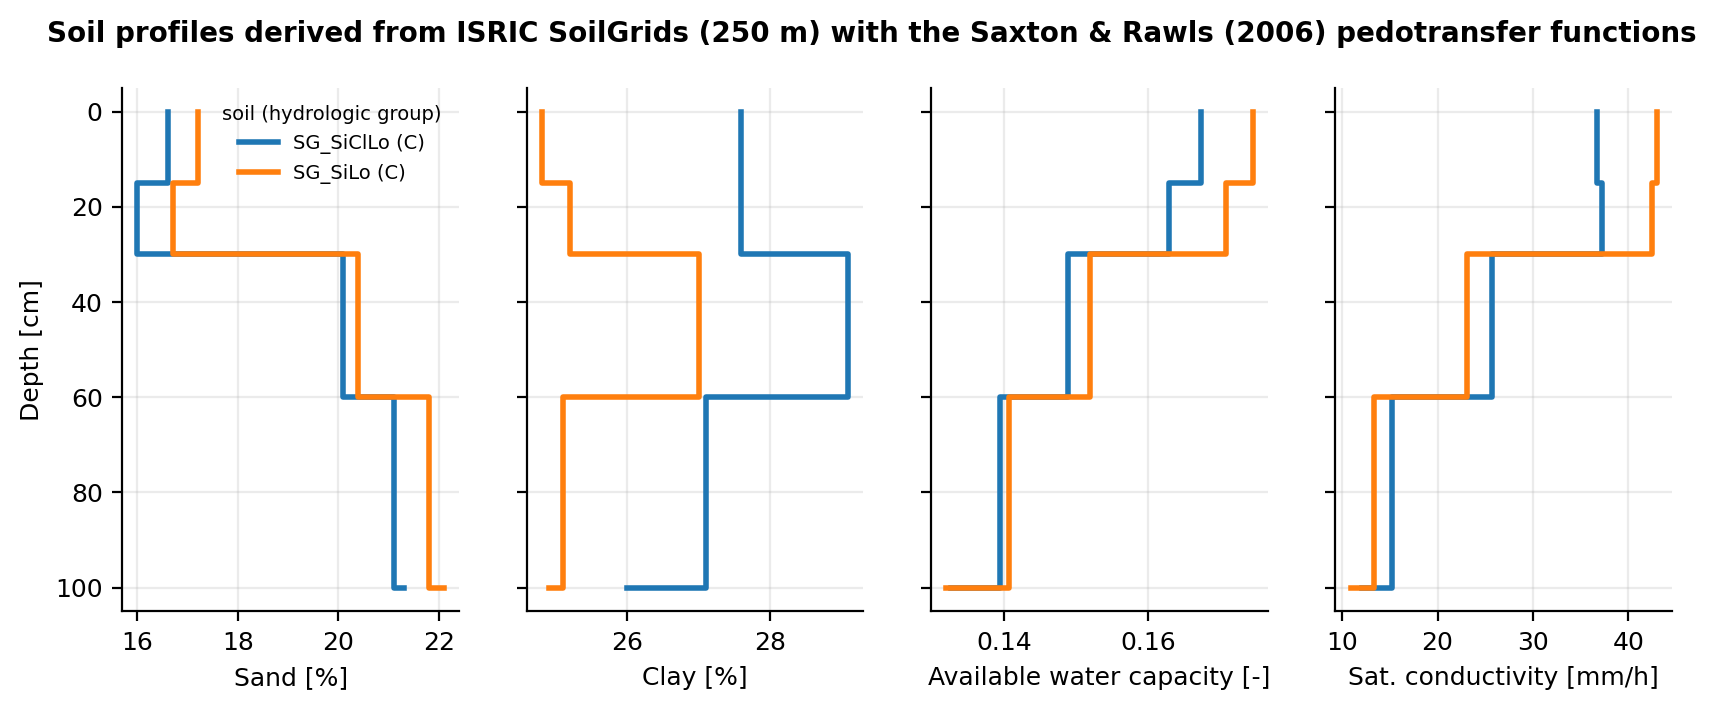 Soil profiles derived from ISRIC SoilGrids (250 m) with the Saxton & Rawls (2006) pedotransfer functions
Depth [cm]
0
20
40
60
80
100
soil (hydrologic group)
SG_SiClLo (C)
SG_SiLo (C)
16 18 20 22
Sand [%]
26 28
Clay [%]
0.14 0.16
Available water capacity [-]
10 20 30 40
Sat. conductivity [mm/h]